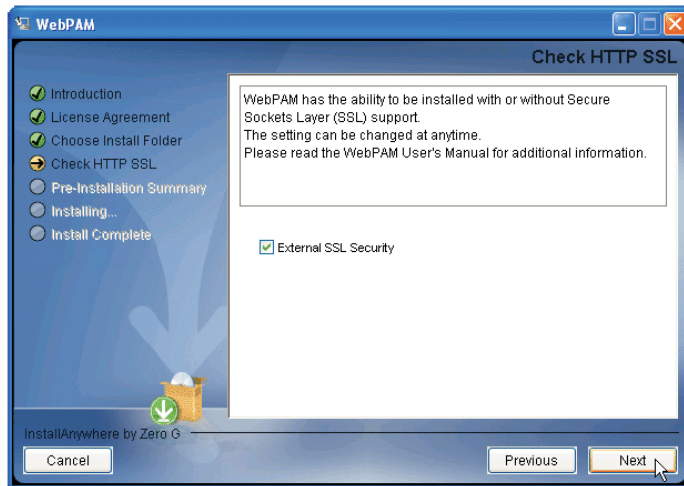 WebPAM
Check HTTP SSL
Introduction
License Agreement
Choose Install Folder
Check HTTP SSL
Pre-Installation Summary
Installing...
Install Complete
WebPAM has the ability to be installed with or without Secure
Sockets Layer (SSL) support.
The setting can be changed at anytime.
Please read the WebPAM User's Manual for additional information.
External SSL Security
InstallAnywhere by Zero G
Cancel
Previous
Next